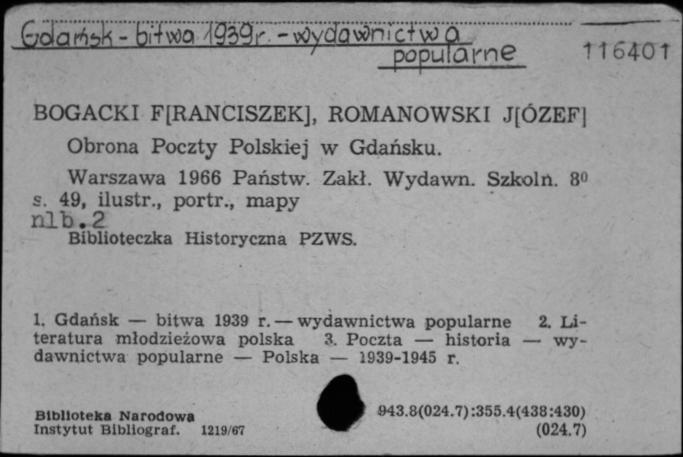 Gdańsk - bitwa 1939 r. - wydawnictwa
popularne
116401
BOGACKI F[RANCISZEK], ROMANOWSKI J[ÓZEF]
Obrona Poczty Polskiej w Gdańsku.
Warszawa 1966 Państw. Zakł. Wydawn. Szkoln. 8⁰
s. 49, ilustr., portr., mapy
nlb.2
Biblioteczka Historyczna PZWS.
1. Gdańsk — bitwa 1939 r. — wydawnictwa popularne 2. Li-
teratura młodzieżowa polska 3. Poczta — historia — wy-
dawnictwa popularne — Polska — 1939-1945 r.
Biblioteka Narodowa
Instytut Bibliograf. 1219/67
943.8(024.7):355.4(438:430)
(024.7)